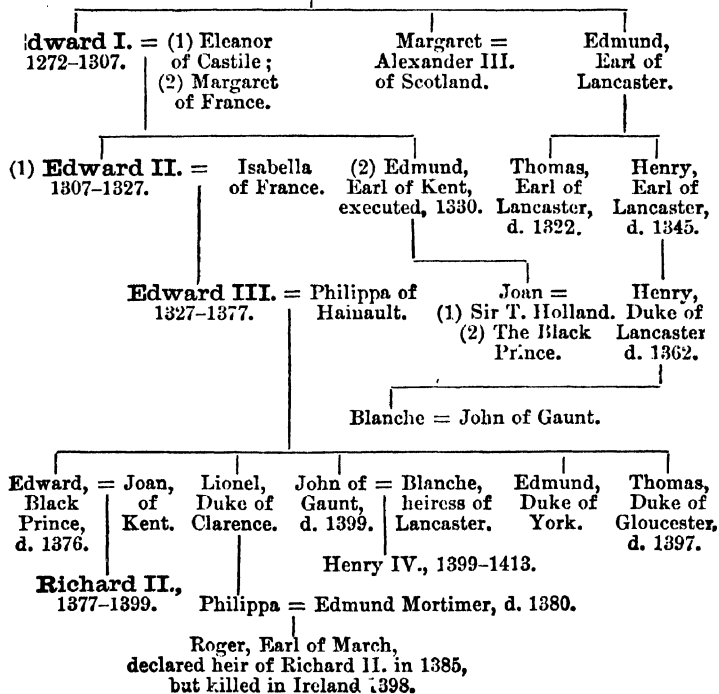 Edward I. = (1) Eleanor Margaret = Edmund,
1272–1307. of Castile; Alexander III. Earl of
(2) Margaret of Scotland. Lancaster.
of France.
(1) Edward II. = Isabella (2) Edmund, Thomas, Henry,
1307–1327. of France. Earl of Kent, Earl of Earl of
executed, 1330. Lancaster, Lancaster,
d. 1322. d. 1345.
Edward III. = Philippa of Joan = Henry,
1327–1377. Hainault. (1) Sir T. Holland. Duke of
(2) The Black Lancaster
Prince. d. 1362.
Blanche = John of Gaunt.
Edward, = Joan, Lionel, John of = Blanche, Edmund, Thomas,
Black of Duke of Gaunt, heiress of Duke of Duke of
Prince, Kent. Clarence. d. 1399. Lancaster. York. Gloucester,
d. 1376. d. 1397.
Henry IV., 1399–1413.
Richard II.,
1377–1399. Philippa = Edmund Mortimer, d. 1380.
Roger, Earl of March,
declared heir of Richard II. in 1385,
but killed in Ireland 1398.